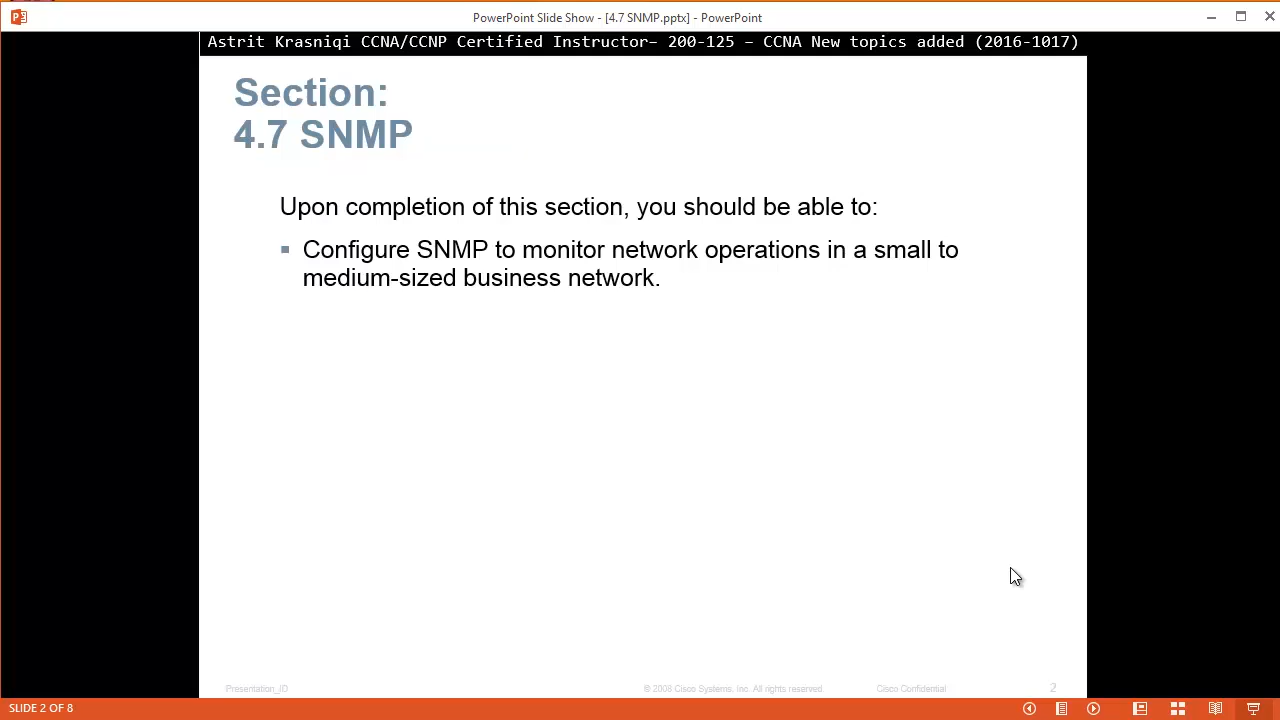 PowerPoint Slide Show - [4.7 SNMP.pptx] - PowerPoint
Astrit Krasniqi CCNA/CCNP Certified Instructor– 200-125 – CCNA New topics added (2016-1017)
Section:
4.7 SNMP
Upon completion of this section, you should be able to:
Configure SNMP to monitor network operations in a small to
medium-sized business network.
Presentation_ID © 2008 Cisco Systems, Inc. All rights reserved. Cisco Confidential 2
SLIDE 2 OF 8